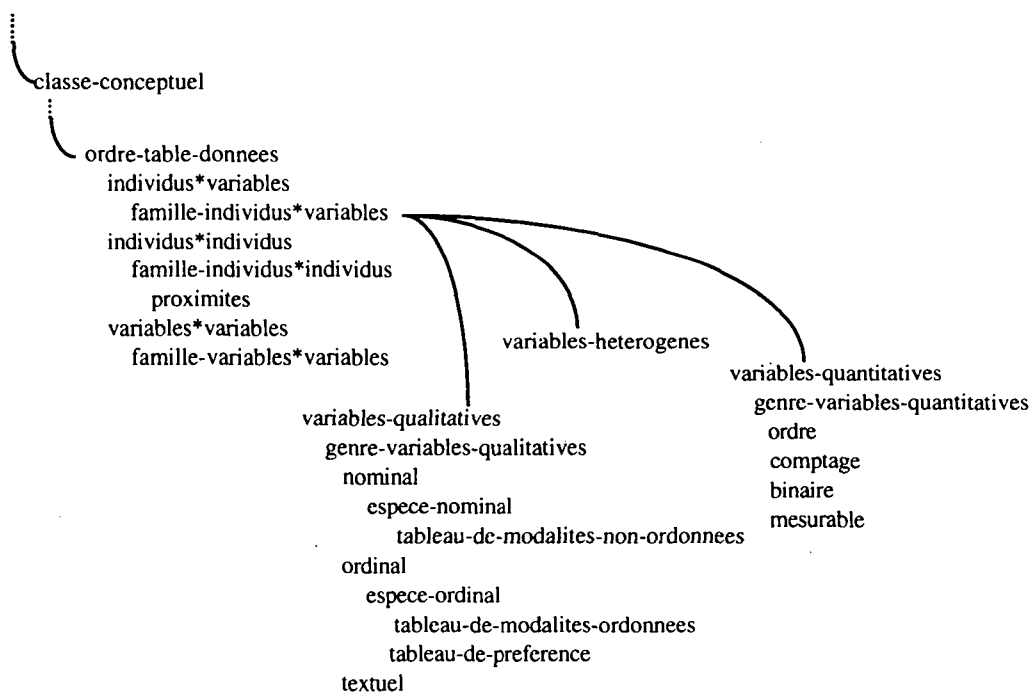 classe-conceptuel
ordre-table-donnees
individus*variables
famille-individus*variables
individus*individus
famille-individus*individus
proximites
variables*variables
famille-variables*variables
variables-heterogenes
variables-quantitatives
genre-variables-quantitatives
ordre
comptage
binaire
mesurable
variables-qualitatives
genre-variables-qualitatives
nominal
espece-nominal
tableau-de-modalites-non-ordonnees
ordinal
espece-ordinal
tableau-de-modalites-ordonnees
tableau-de-preference
textuel